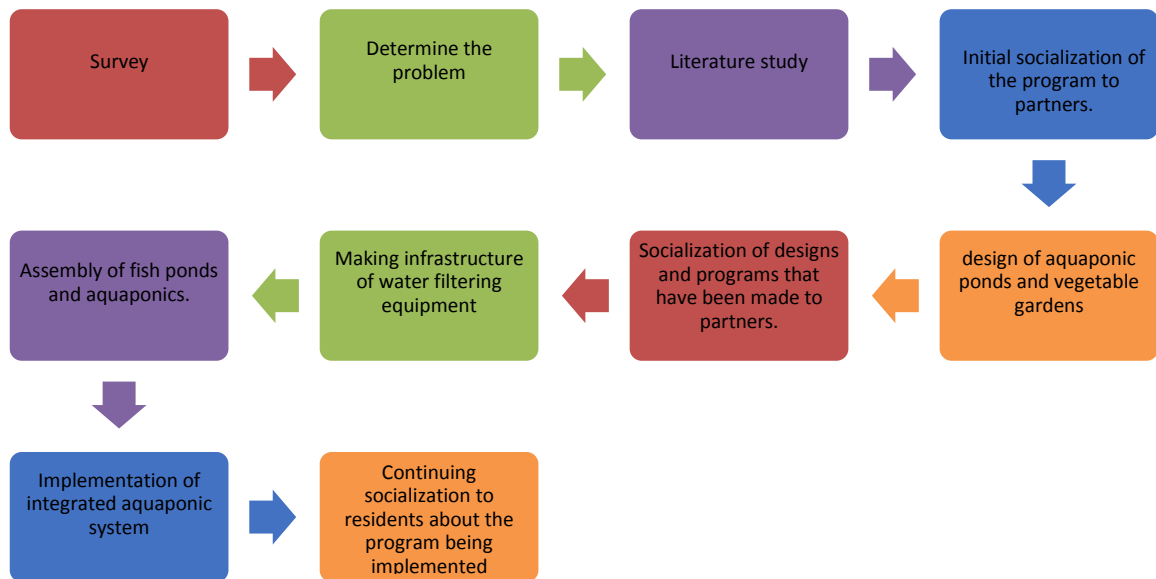 Survey
Determine the
problem
Literature study
Initial socialization of
the program to
partners.
design of aquaponic
ponds and vegetable
gardens
Socialization of designs
and programs that
have been made to
partners.
Making infrastructure
of water filtering
equipment
Assembly of fish ponds
and aquaponics.
Implementation of
integrated aquaponic
system
Continuing
socialization to
residents about the
program being
implemented